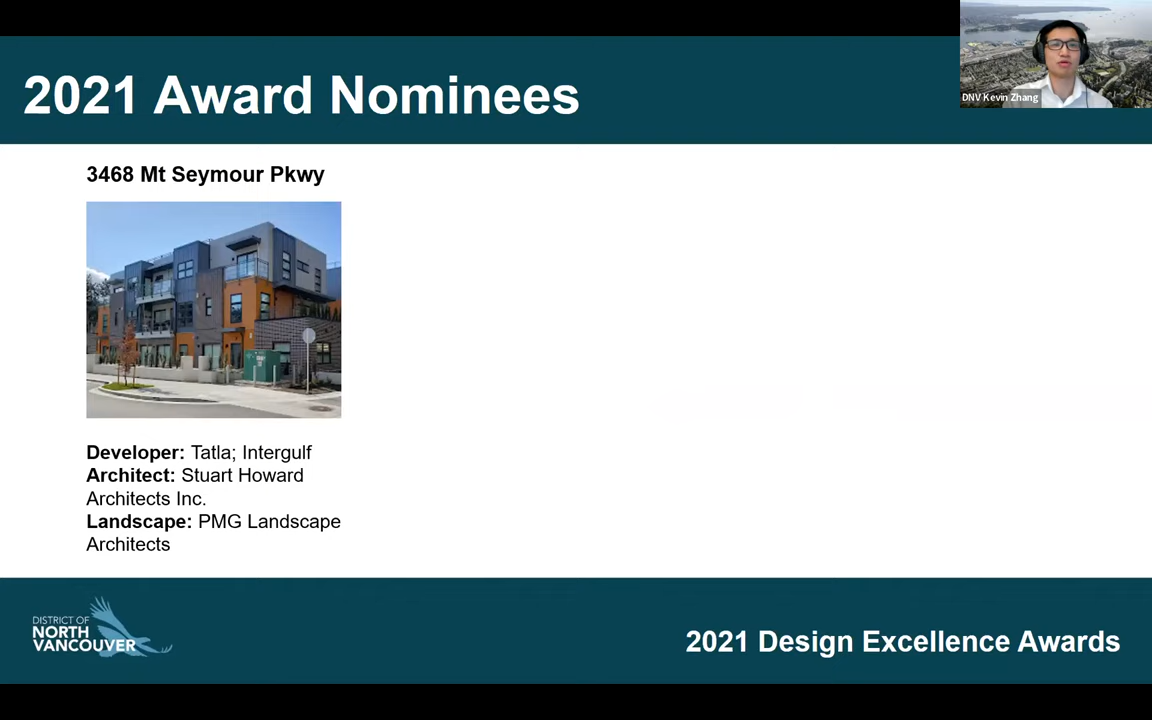 2021 Award Nominees
DNV Kevin Zhang
3468 Mt Seymour Pkwy
Developer: Tatla; Intergulf
Architect: Stuart Howard
Architects Inc.
Landscape: PMG Landscape
Architects
DISTRICT OF
NORTH
VANCOUVER
2021 Design Excellence Awards